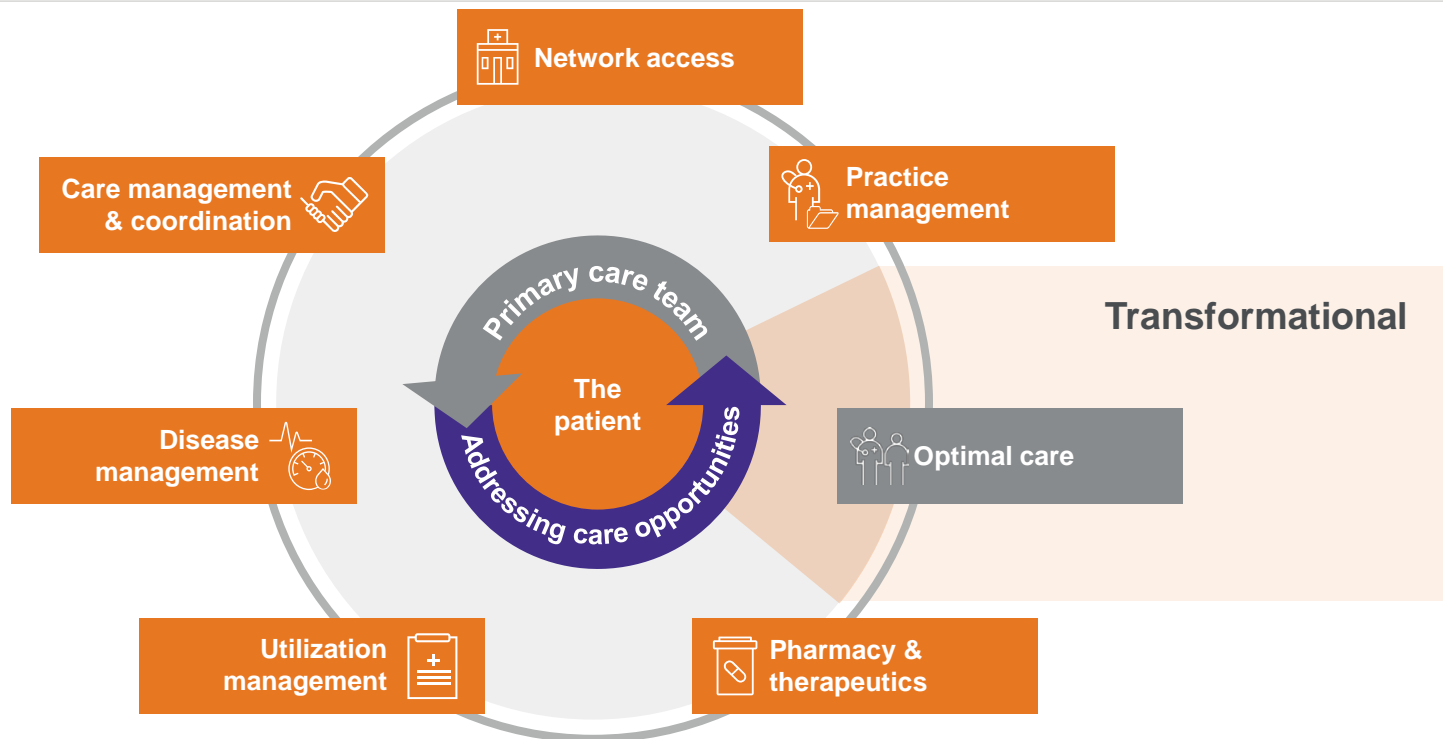 Network access
Care management
& coordination
Practice
management
Transformational
Primary care team
The
patient
Addressing care opportunities
Disease
management
Optimal care
Utilization
management
Pharmacy &
therapeutics